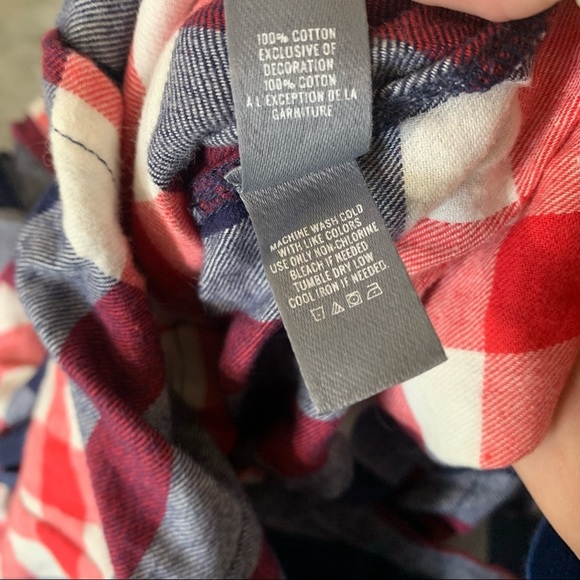 100% COTTON
EXCLUSIVE OF
DECORATION
100% COTON
A L'EXCEPTION DE LA
GARNITURE
MACHINE WASH COLD
WITH LIKE COLORS
USE ONLY NON-CHLORINE
BLEACH IF NEEDED
TUMBLE DRY LOW
COOL IRON IF NEEDED.